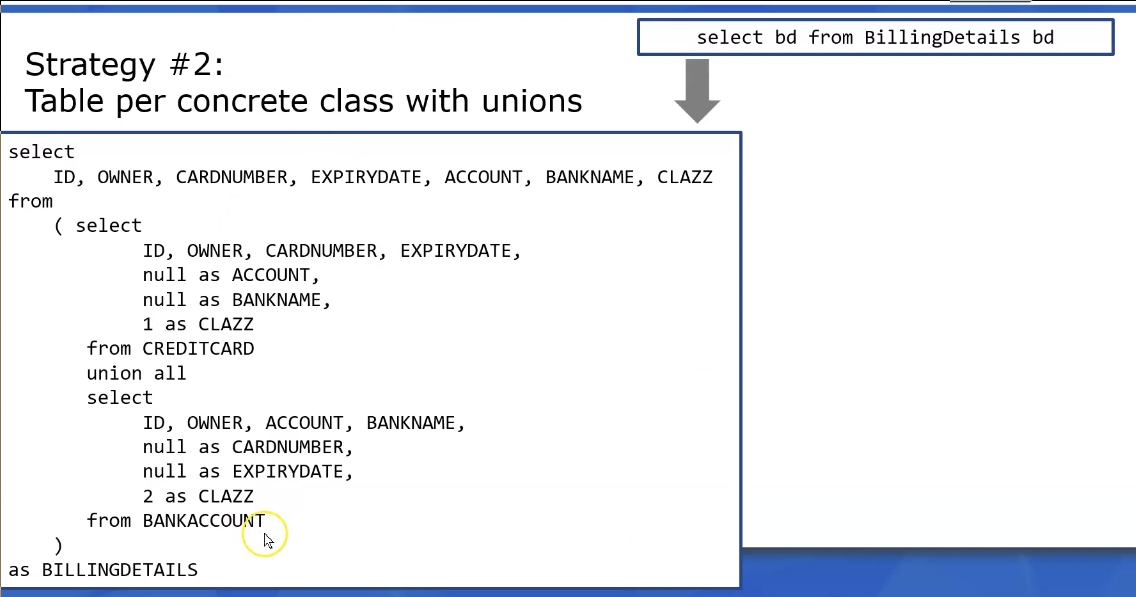 select bd from BillingDetails bd
Strategy #2:
Table per concrete class with unions
select
    ID, OWNER, CARDNUMBER, EXPIRYDATE, ACCOUNT, BANKNAME, CLAZZ
from
    ( select
            ID, OWNER, CARDNUMBER, EXPIRYDATE,
            null as ACCOUNT,
            null as BANKNAME,
            1 as CLAZZ
       from CREDITCARD
       union all
       select
            ID, OWNER, ACCOUNT, BANKNAME,
            null as CARDNUMBER,
            null as EXPIRYDATE,
            2 as CLAZZ
       from BANKACCOUNT
    )
as BILLINGDETAILS